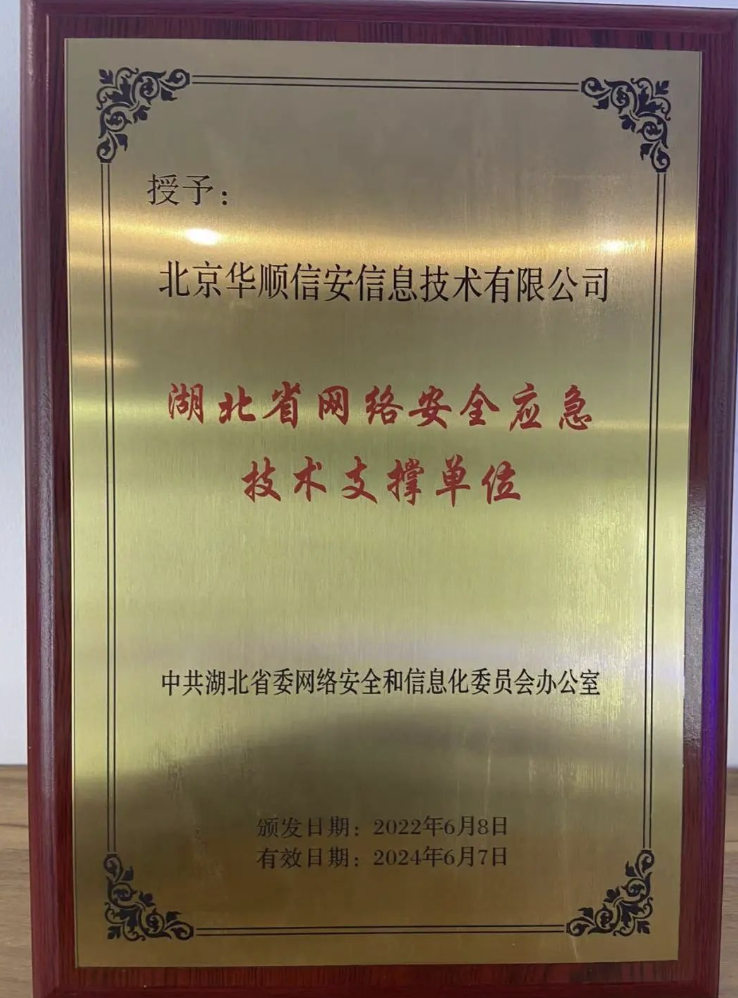 授予：
北京华顺信安信息技术有限公司
湖北省网络安全应急
技术支撑单位
中共湖北省委网络安全和信息化委员会办公室
颁发日期：2022年6月8日
有效日期：2024年6月7日